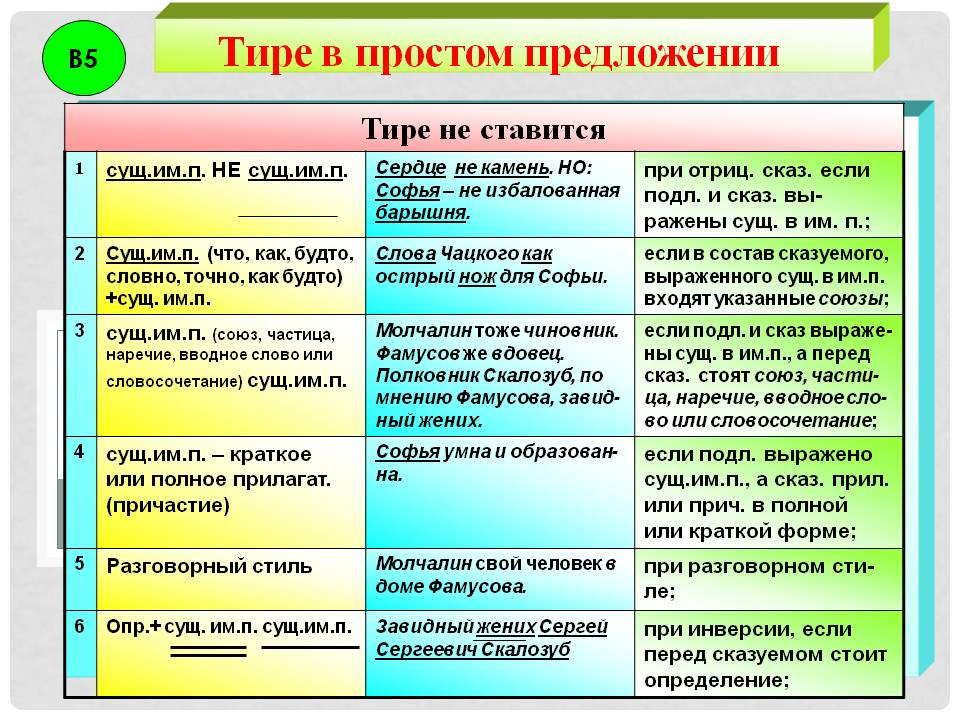 В5
Тире в простом предложении
Тире не ставится
1
сущ.им.п. НЕ сущ.им.п.
Сердце не камень. НО:
Софья – не избалованная
барышня.
при отриц. сказ. если
подл. и сказ. вы-
ражены сущ. в им. п.;
2
Сущ.им.п. (что, как, будто,
словно, точно, как будто)
+сущ. им.п.
Слова Чацкого как
острый нож для Софьи.
если в состав сказуемого,
выраженного сущ. в им.п.
входят указанные союзы;
3
сущ.им.п. (союз, частица,
наречие, вводное слово или
словосочетание) сущ.им.п.
Молчалин тоже чиновник.
Фамусов же вдовец.
Полковник Скалозуб, по
мнению Фамусова, завид-
ный жених.
если подл. и сказ выраже-
ны сущ. в им.п., а перед
сказ. стоят союз, части-
ца, наречие, вводное сло-
во или словосочетание;
4
сущ.им.п. – краткое
или полное прилагат.
(причастие)
Софья умна и образован-
на.
если подл. выражено
сущ.им.п., а сказ. прил.
или прич. в полной
или краткой форме;
5
Разговорный стиль
Молчалин свой человек в
доме Фамусова.
при разговорном сти-
ле;
6
Опр.+ сущ. им.п. сущ.им.п.
Завидный жених Сергей
Сергеевич Скалозуб
при инверсии, если
перед сказуемом стоит
определение;